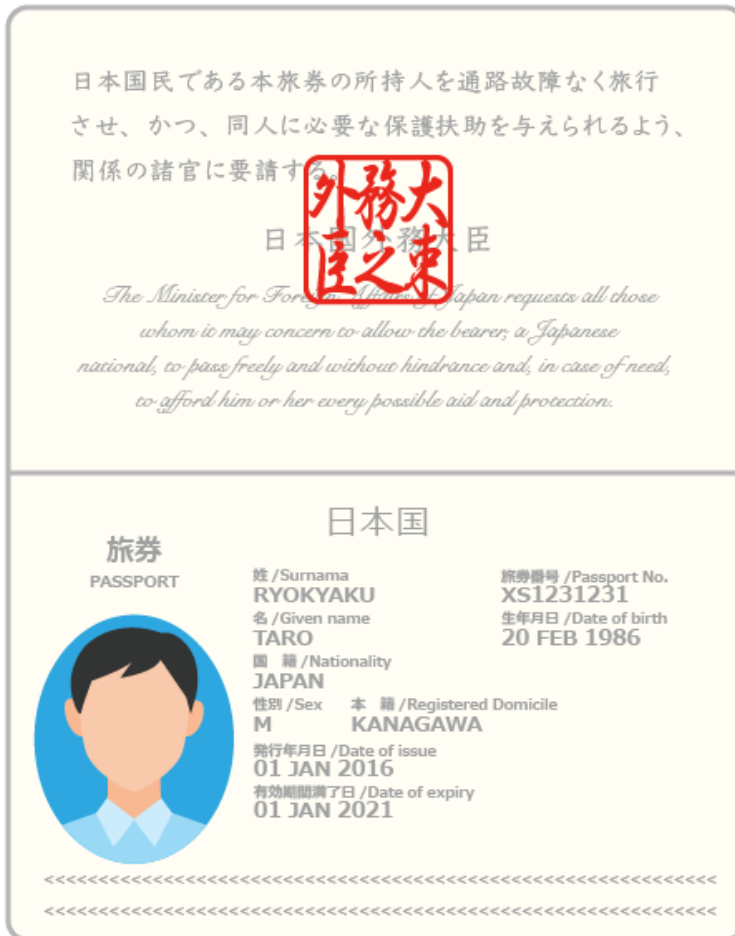 日本国民である本旅券の所持人を通路故障なく旅行
させ、かつ、同人に必要な保護扶助を与えられるよう、
関係の諸官に要請する。
大東
務之
外臣
日本国外務大臣
The Minister for Foreign Affairs of Japan requests all those
whom it may concern to allow the bearer, a Japanese
national, to pass freely and without hindrance and, in case of need,
to afford him or her every possible aid and protection.
日本国
旅券
PASSPORT
姓 /Surnama
RYOKYAKU
旅券番号 /Passport No.
XS1231231
名 /Given name
TARO
生年月日 /Date of birth
20 FEB 1986
国 籍 /Nationality
JAPAN
性別 /Sex 本 籍 /Registered Domicile
M KANAGAWA
発行年月日 /Date of issue
01 JAN 2016
有効期間満了日 /Date of expiry
01 JAN 2021
<<<<<<<<<<<<<<<<<<<<<<<<<<<<<<<<<<<<<<<<<<<<<<<<<<<<<<<<<<<<<<
<<<<<<<<<<<<<<<<<<<<<<<<<<<<<<<<<<<<<<<<<<<<<<<<<<<<<<<<<<<<<<